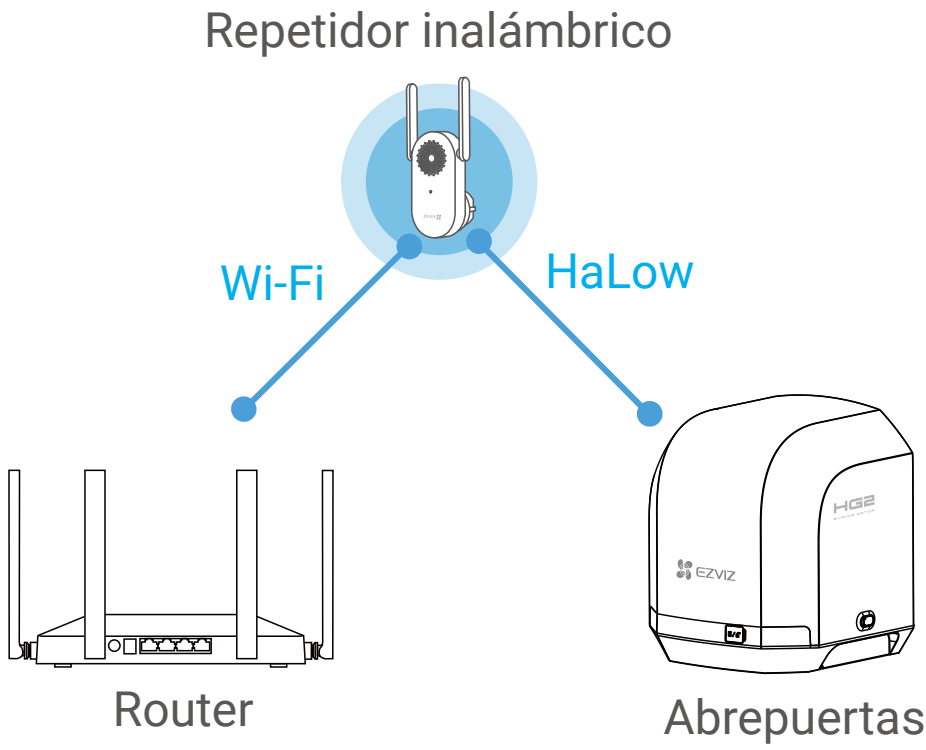 Repetidor inalámbrico
Wi-Fi
HaLow
HG2
EZVIZ
Router
Abrepuertas